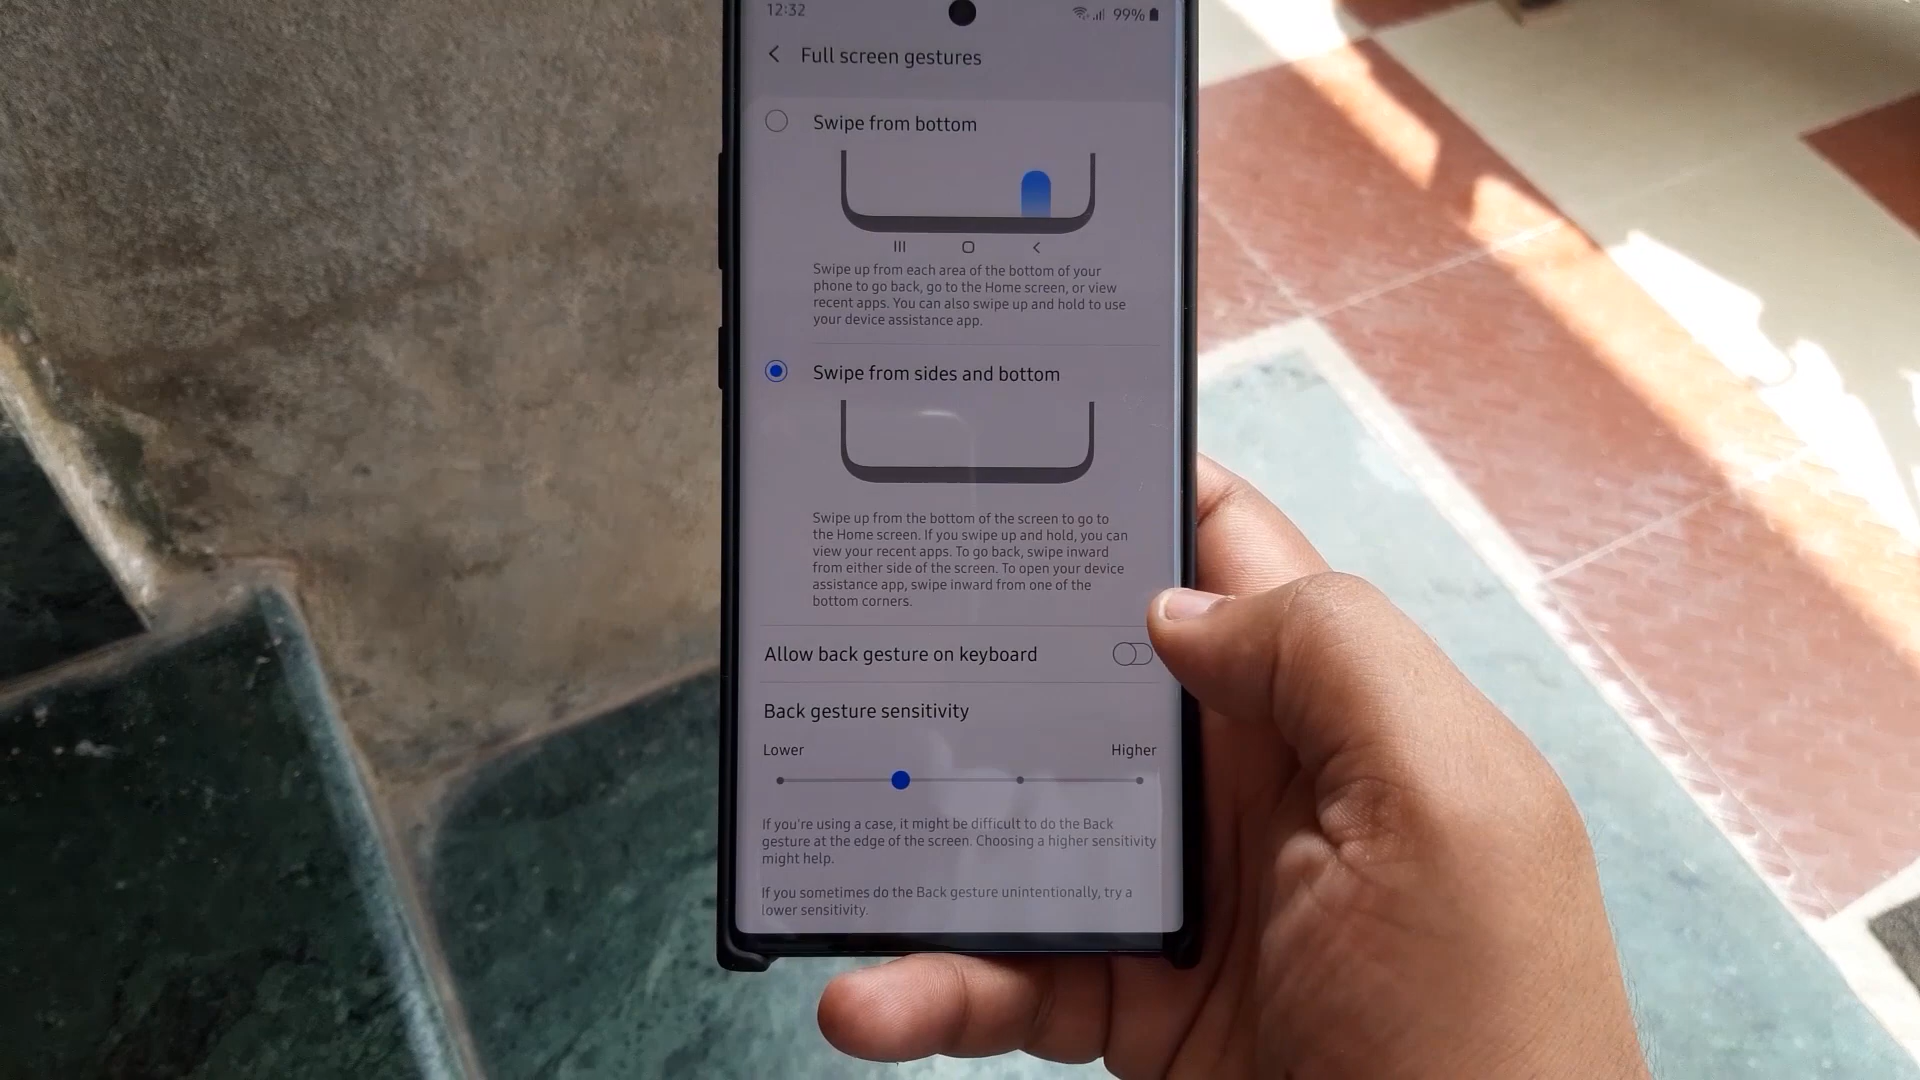 12:32 99%
Full screen gestures
Swipe from bottom
Swipe up from each area of the bottom of your
phone to go back, go to the Home screen, or view
recent apps. You can also swipe up and hold to use
your device assistance app.
Swipe from sides and bottom
Swipe up from the bottom of the screen to go to
the Home screen. If you swipe up and hold, you can
view your recent apps. To go back, swipe inward
from either side of the screen. To open your device
assistance app, swipe inward from one of the
bottom corners.
Allow back gesture on keyboard
Back gesture sensitivity
Lower Higher
If you're using a case, it might be difficult to do the Back
gesture at the edge of the screen. Choosing a higher sensitivity
might help.
If you sometimes do the Back gesture unintentionally, try a
lower sensitivity.